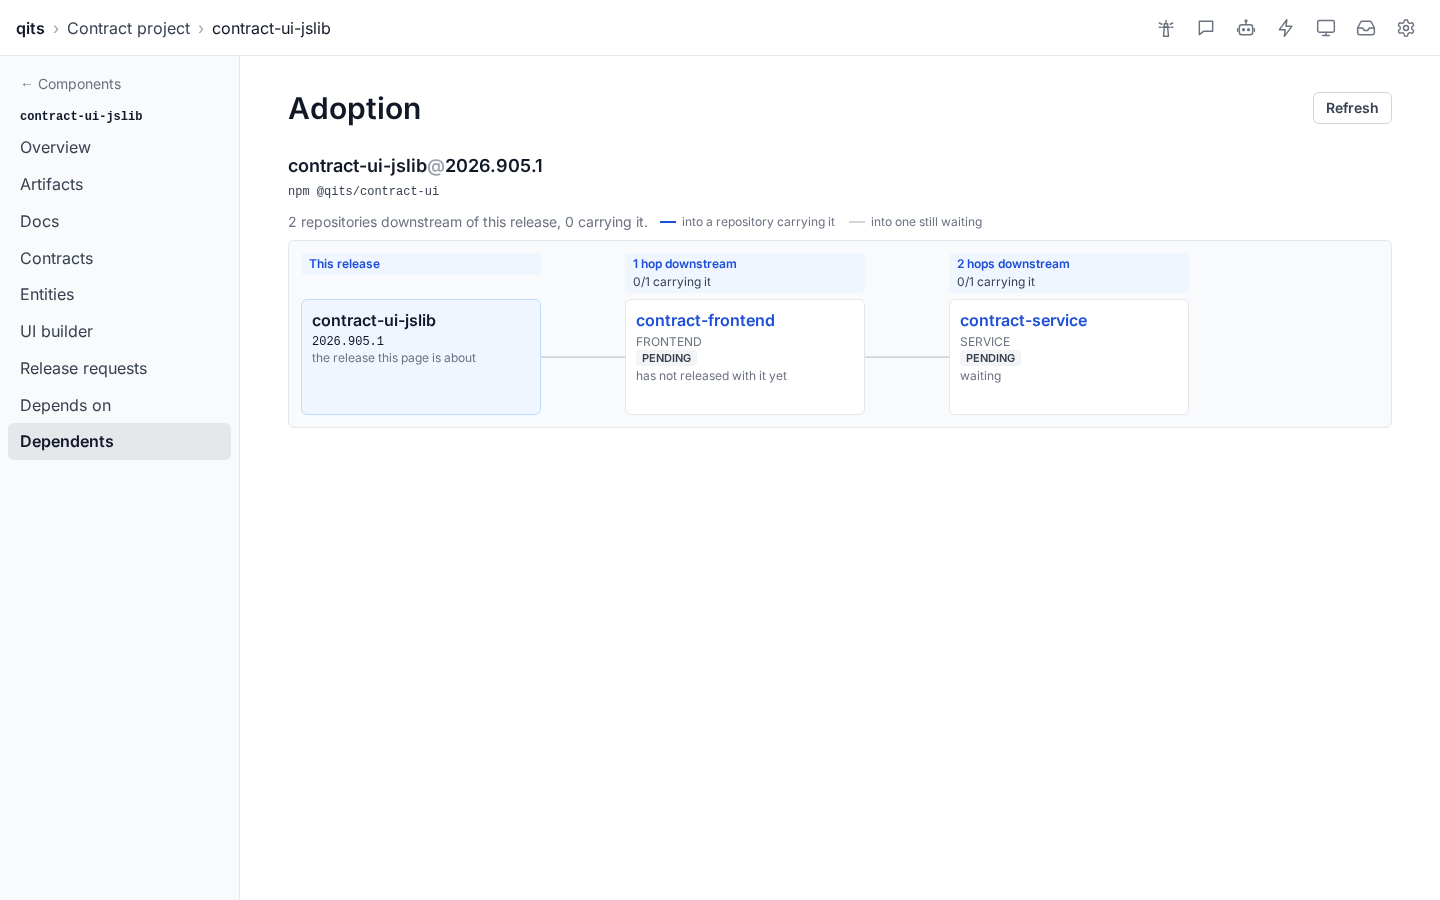 qits › Contract project › contract-ui-jslib
← Components
contract-ui-jslib
Overview
Artifacts
Docs
Contracts
Entities
UI builder
Release requests
Depends on
Dependents
Adoption
Refresh
contract-ui-jslib@2026.905.1
npm @qits/contract-ui
2 repositories downstream of this release, 0 carrying it. into a repository carrying it into one still waiting
This release
1 hop downstream
0/1 carrying it
2 hops downstream
0/1 carrying it
contract-ui-jslib
2026.905.1
the release this page is about
contract-frontend
FRONTEND
PENDING
has not released with it yet
contract-service
SERVICE
PENDING
waiting